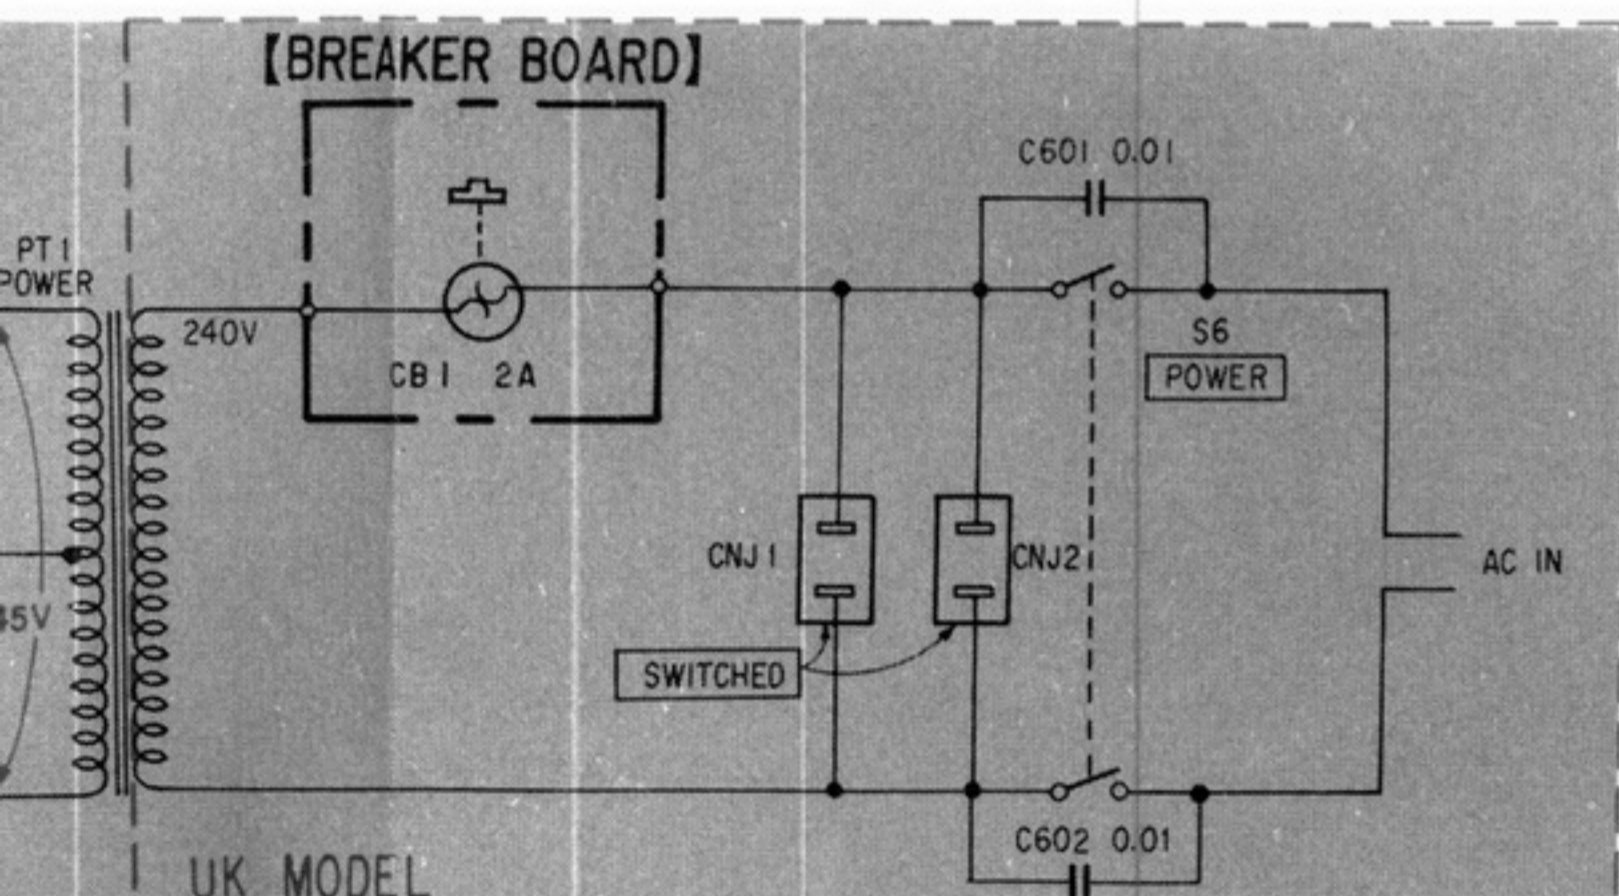 【BREAKER BOARD】
C601 0.01
PT1
POWER
240V
S6
POWER
CB1 2A
CNJ1
CNJ2
AC IN
45V
SWITCHED
C602 0.01
UK MODEL